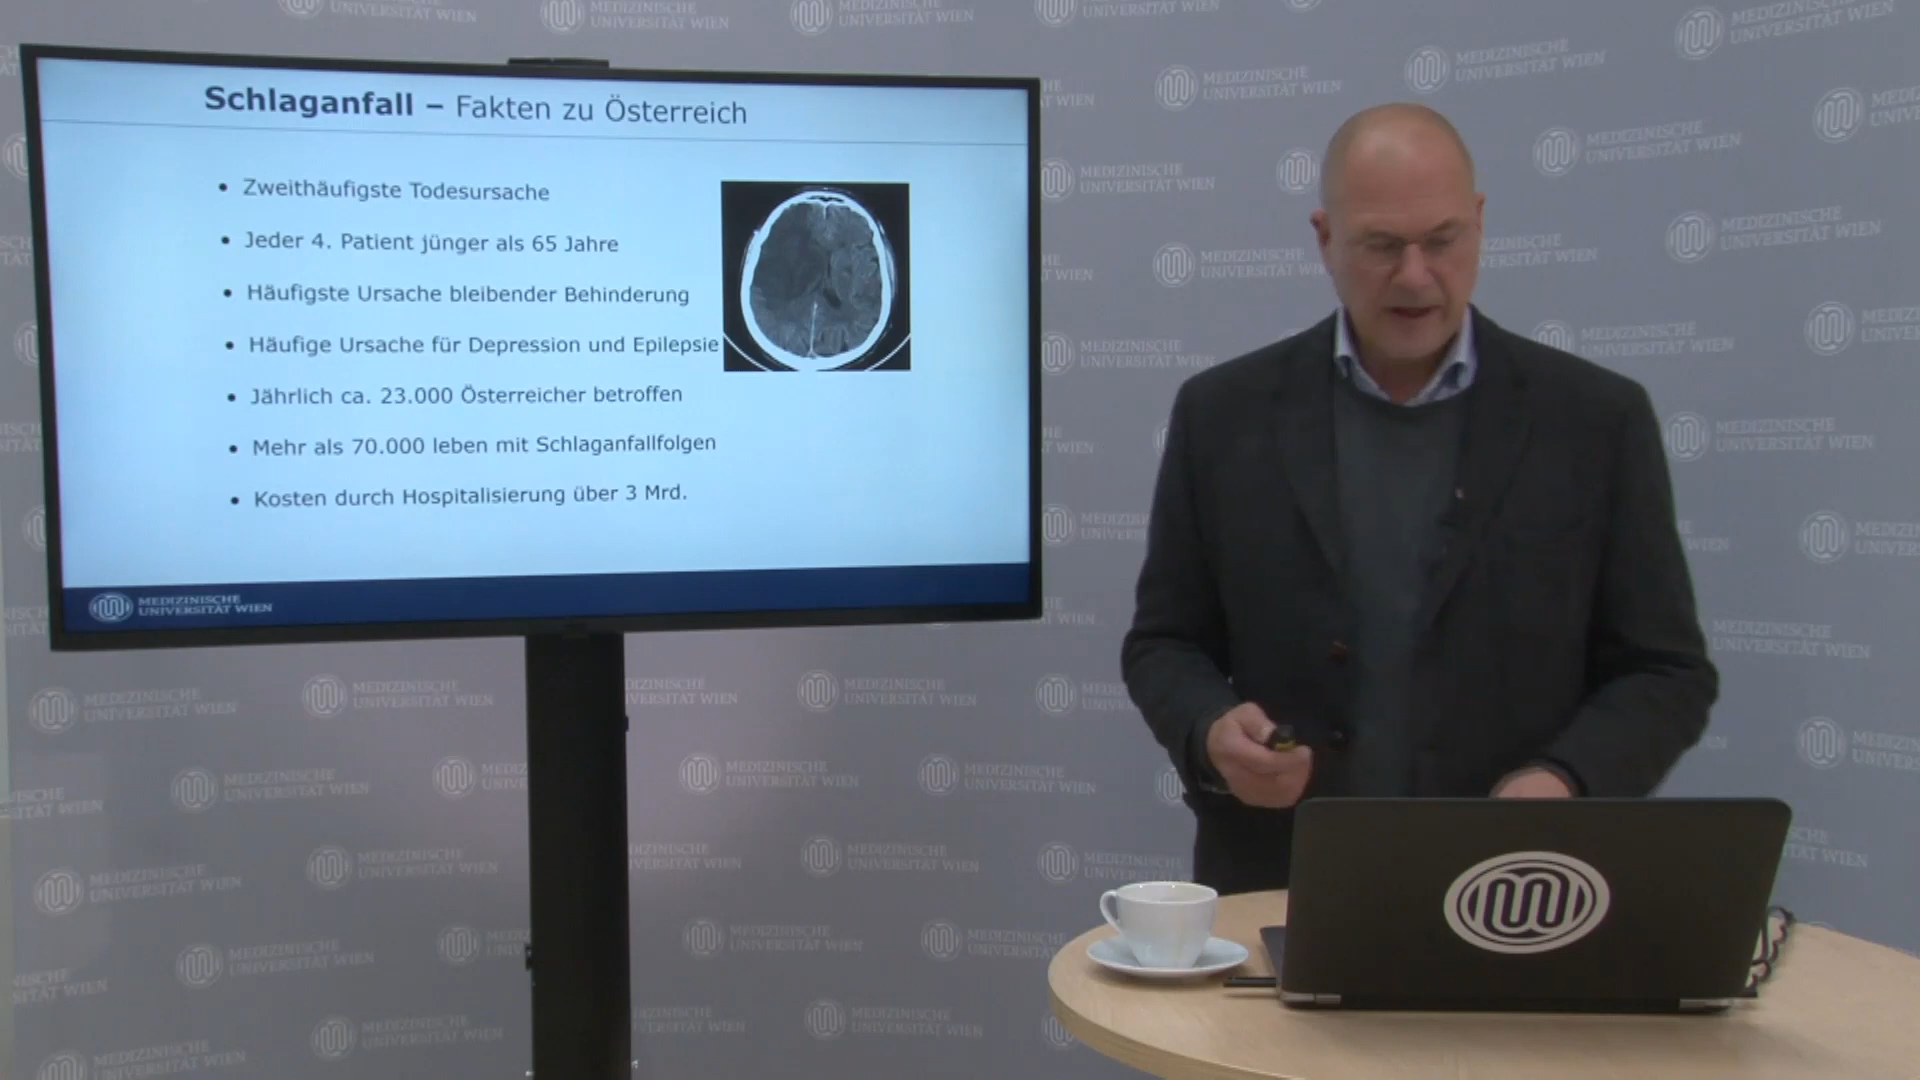 Schlaganfall – Fakten zu Österreich
• Zweithäufigste Todesursache
• Jeder 4. Patient jünger als 65 Jahre
• Häufigste Ursache bleibender Behinderung
• Häufige Ursache für Depression und Epilepsie
• Jährlich ca. 23.000 Österreicher betroffen
• Mehr als 70.000 leben mit Schlaganfallfolgen
• Kosten durch Hospitalisierung über 3 Mrd.
MEDIZINISCHE
UNIVERSITÄT WIEN
MEDIZINISCHE
UNIVERSITÄT WIEN